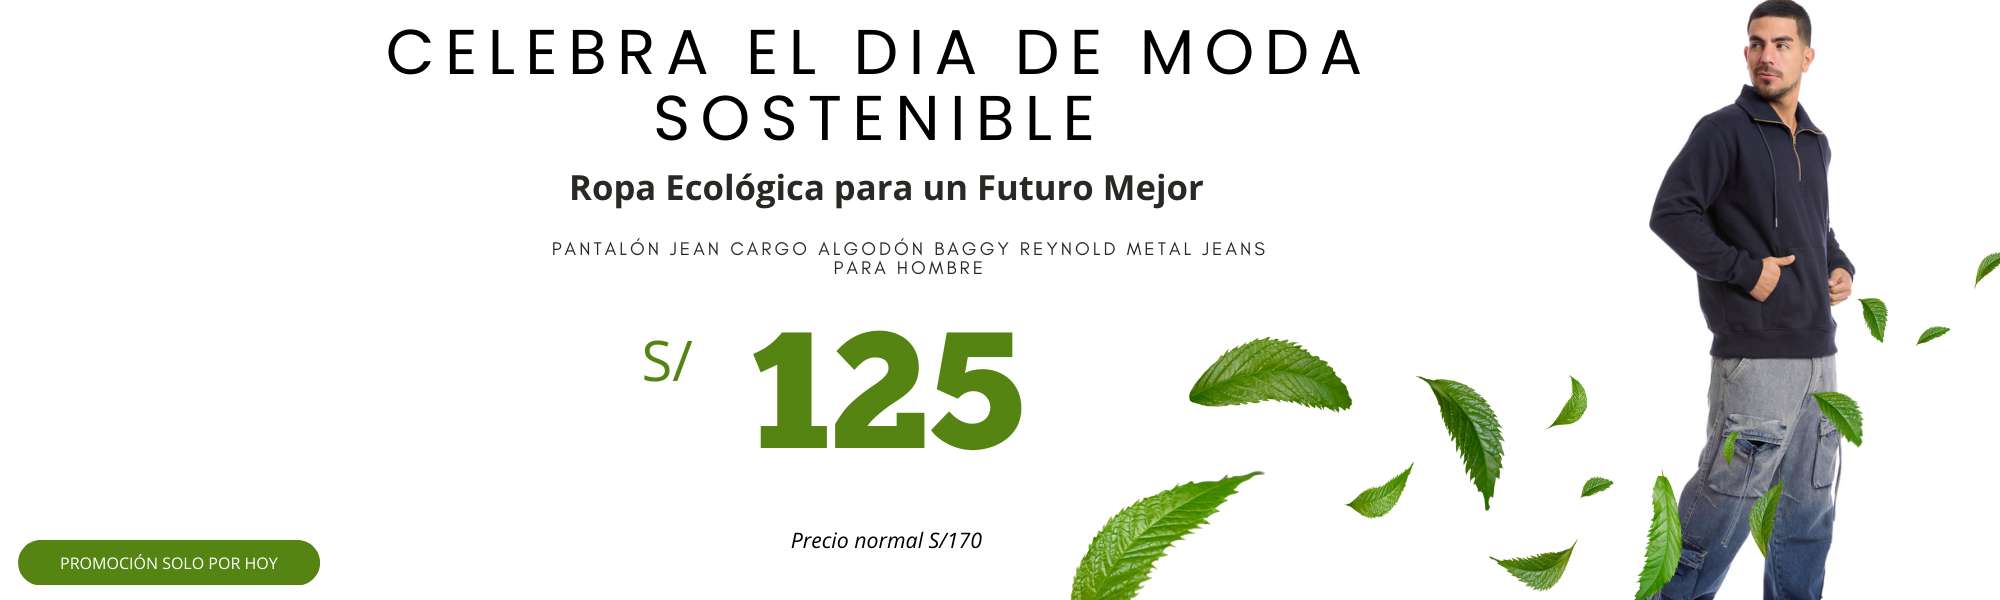 CELEBRA EL DIA DE MODA
SOSTENIBLE
Ropa Ecológica para un Futuro Mejor
PANTALÓN JEAN CARGO ALGODÓN BAGGY REYNOLD METAL JEANS
PARA HOMBRE
S/ 125
Precio normal S/170
PROMOCIÓN SOLO POR HOY